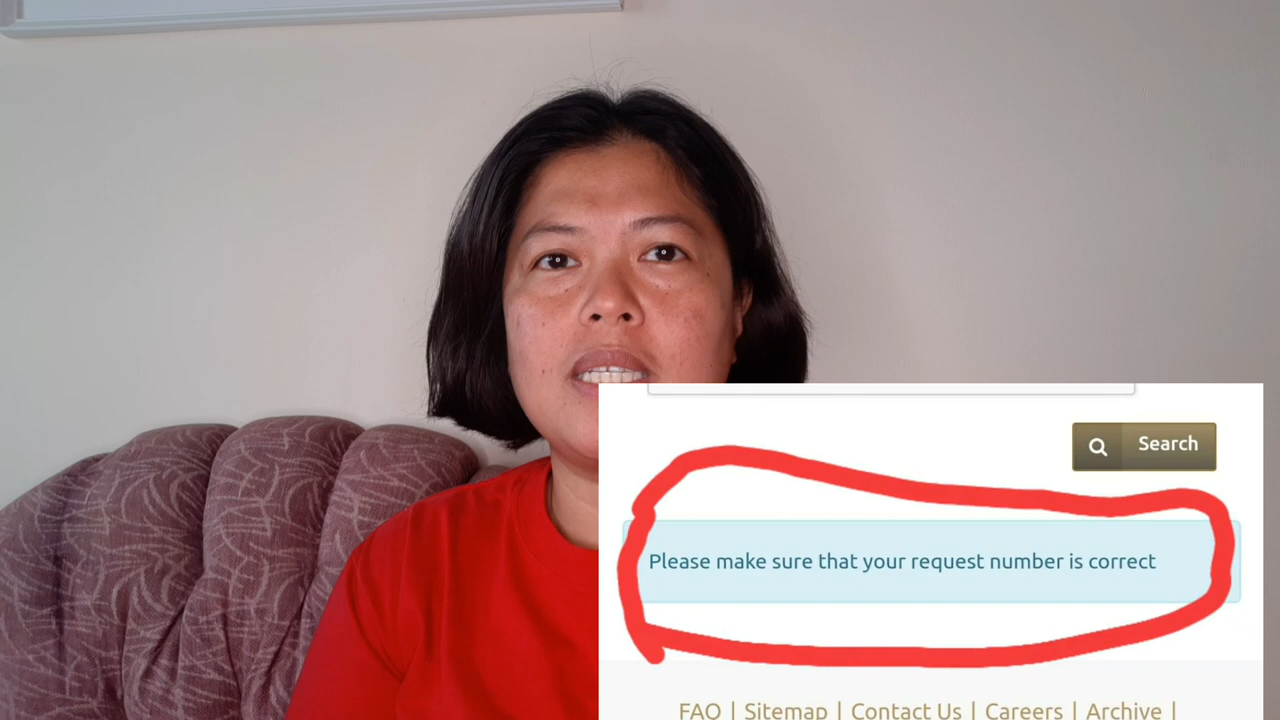 Search
Please make sure that your request number is correct
FAQ | Sitemap | Contact Us | Careers | Archive |